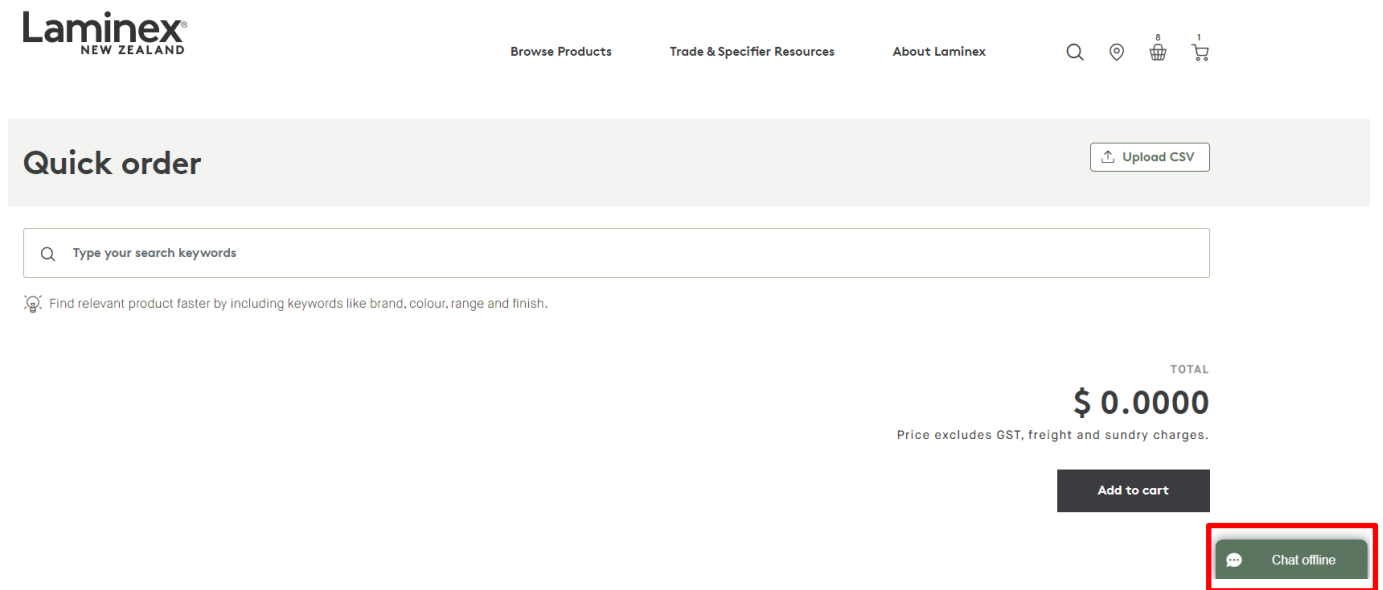 Laminex®
NEW ZEALAND
Browse Products
Trade & Specifier Resources
About Laminex
8
1
Quick order
Upload CSV
Type your search keywords
Find relevant product faster by including keywords like brand, colour, range and finish.
TOTAL
$ 0.0000
Price excludes GST, freight and sundry charges.
Add to cart
Chat offline